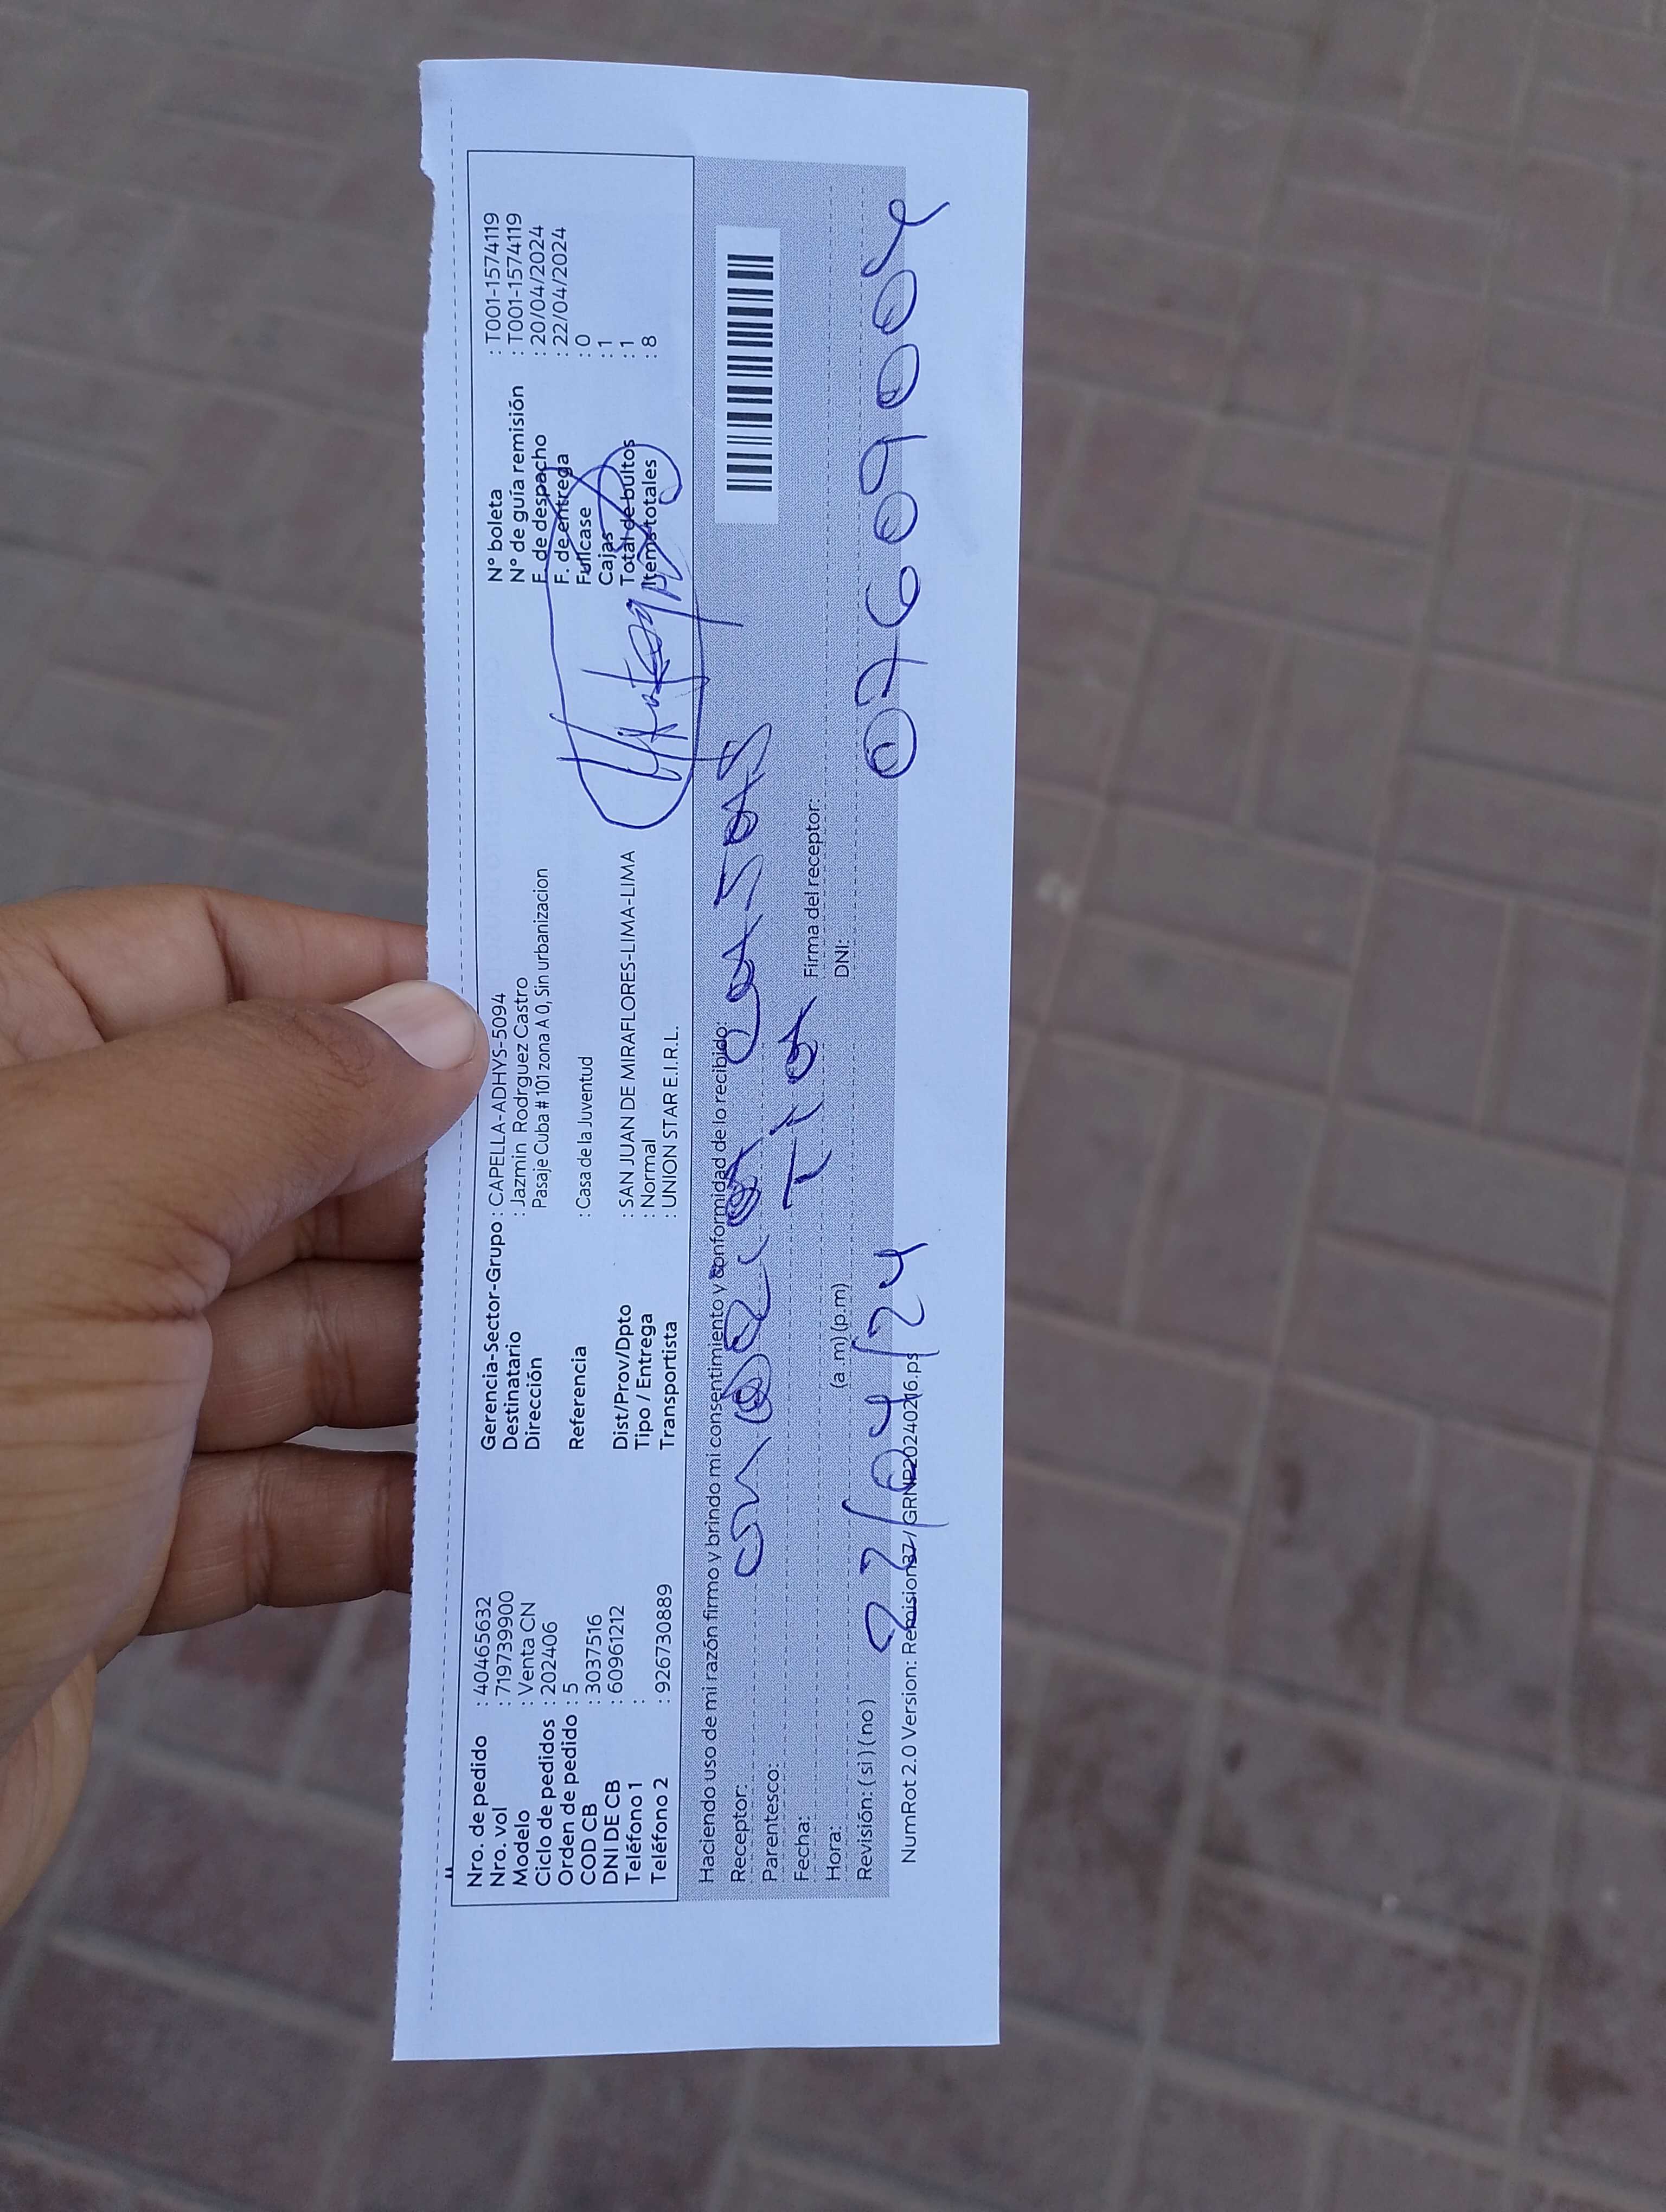 Nro. de pedido : 40465632
Nro. vol : 719739900
Modelo : Venta CN
Ciclo de pedidos : 202406
Orden de pedido : 5
COD CB : 3037516
DNI DE CB : 60961212
Teléfono 1 :
Teléfono 2 : 926730889
Gerencia-Sector-Grupo : CAPELLA-ADHYS-5094
Destinatario : Jazmin Rodrguez Castro
Dirección Pasaje Cuba # 101 zona A 0, Sin urbanizacion
Referencia : Casa de la Juventud
Dist/Prov/Dpto : SAN JUAN DE MIRAFLORES-LIMA-LIMA
Tipo / Entrega : Normal
Transportista : UNION STAR E.I.R.L.
N° boleta : T001-1574119
N° de guía remisión : T001-1574119
F. de despacho : 20/04/2024
F. de entrega : 22/04/2024
Fullcase : 0
Cajas : 1
Total de bultos : 1
Items totales : 8
Haciendo uso de mi razón firmo y brindo mi consentimiento y conformidad de lo recibido:
Receptor:
Parentesco: Tia
Fecha:
Firma del receptor:
Hora: (a.m) (p.m)
DNI: 07609004
Revisión: (si) (no) 22/04/24
NumRot 2.0 Version: Remision137 / GRNP20240216.ps